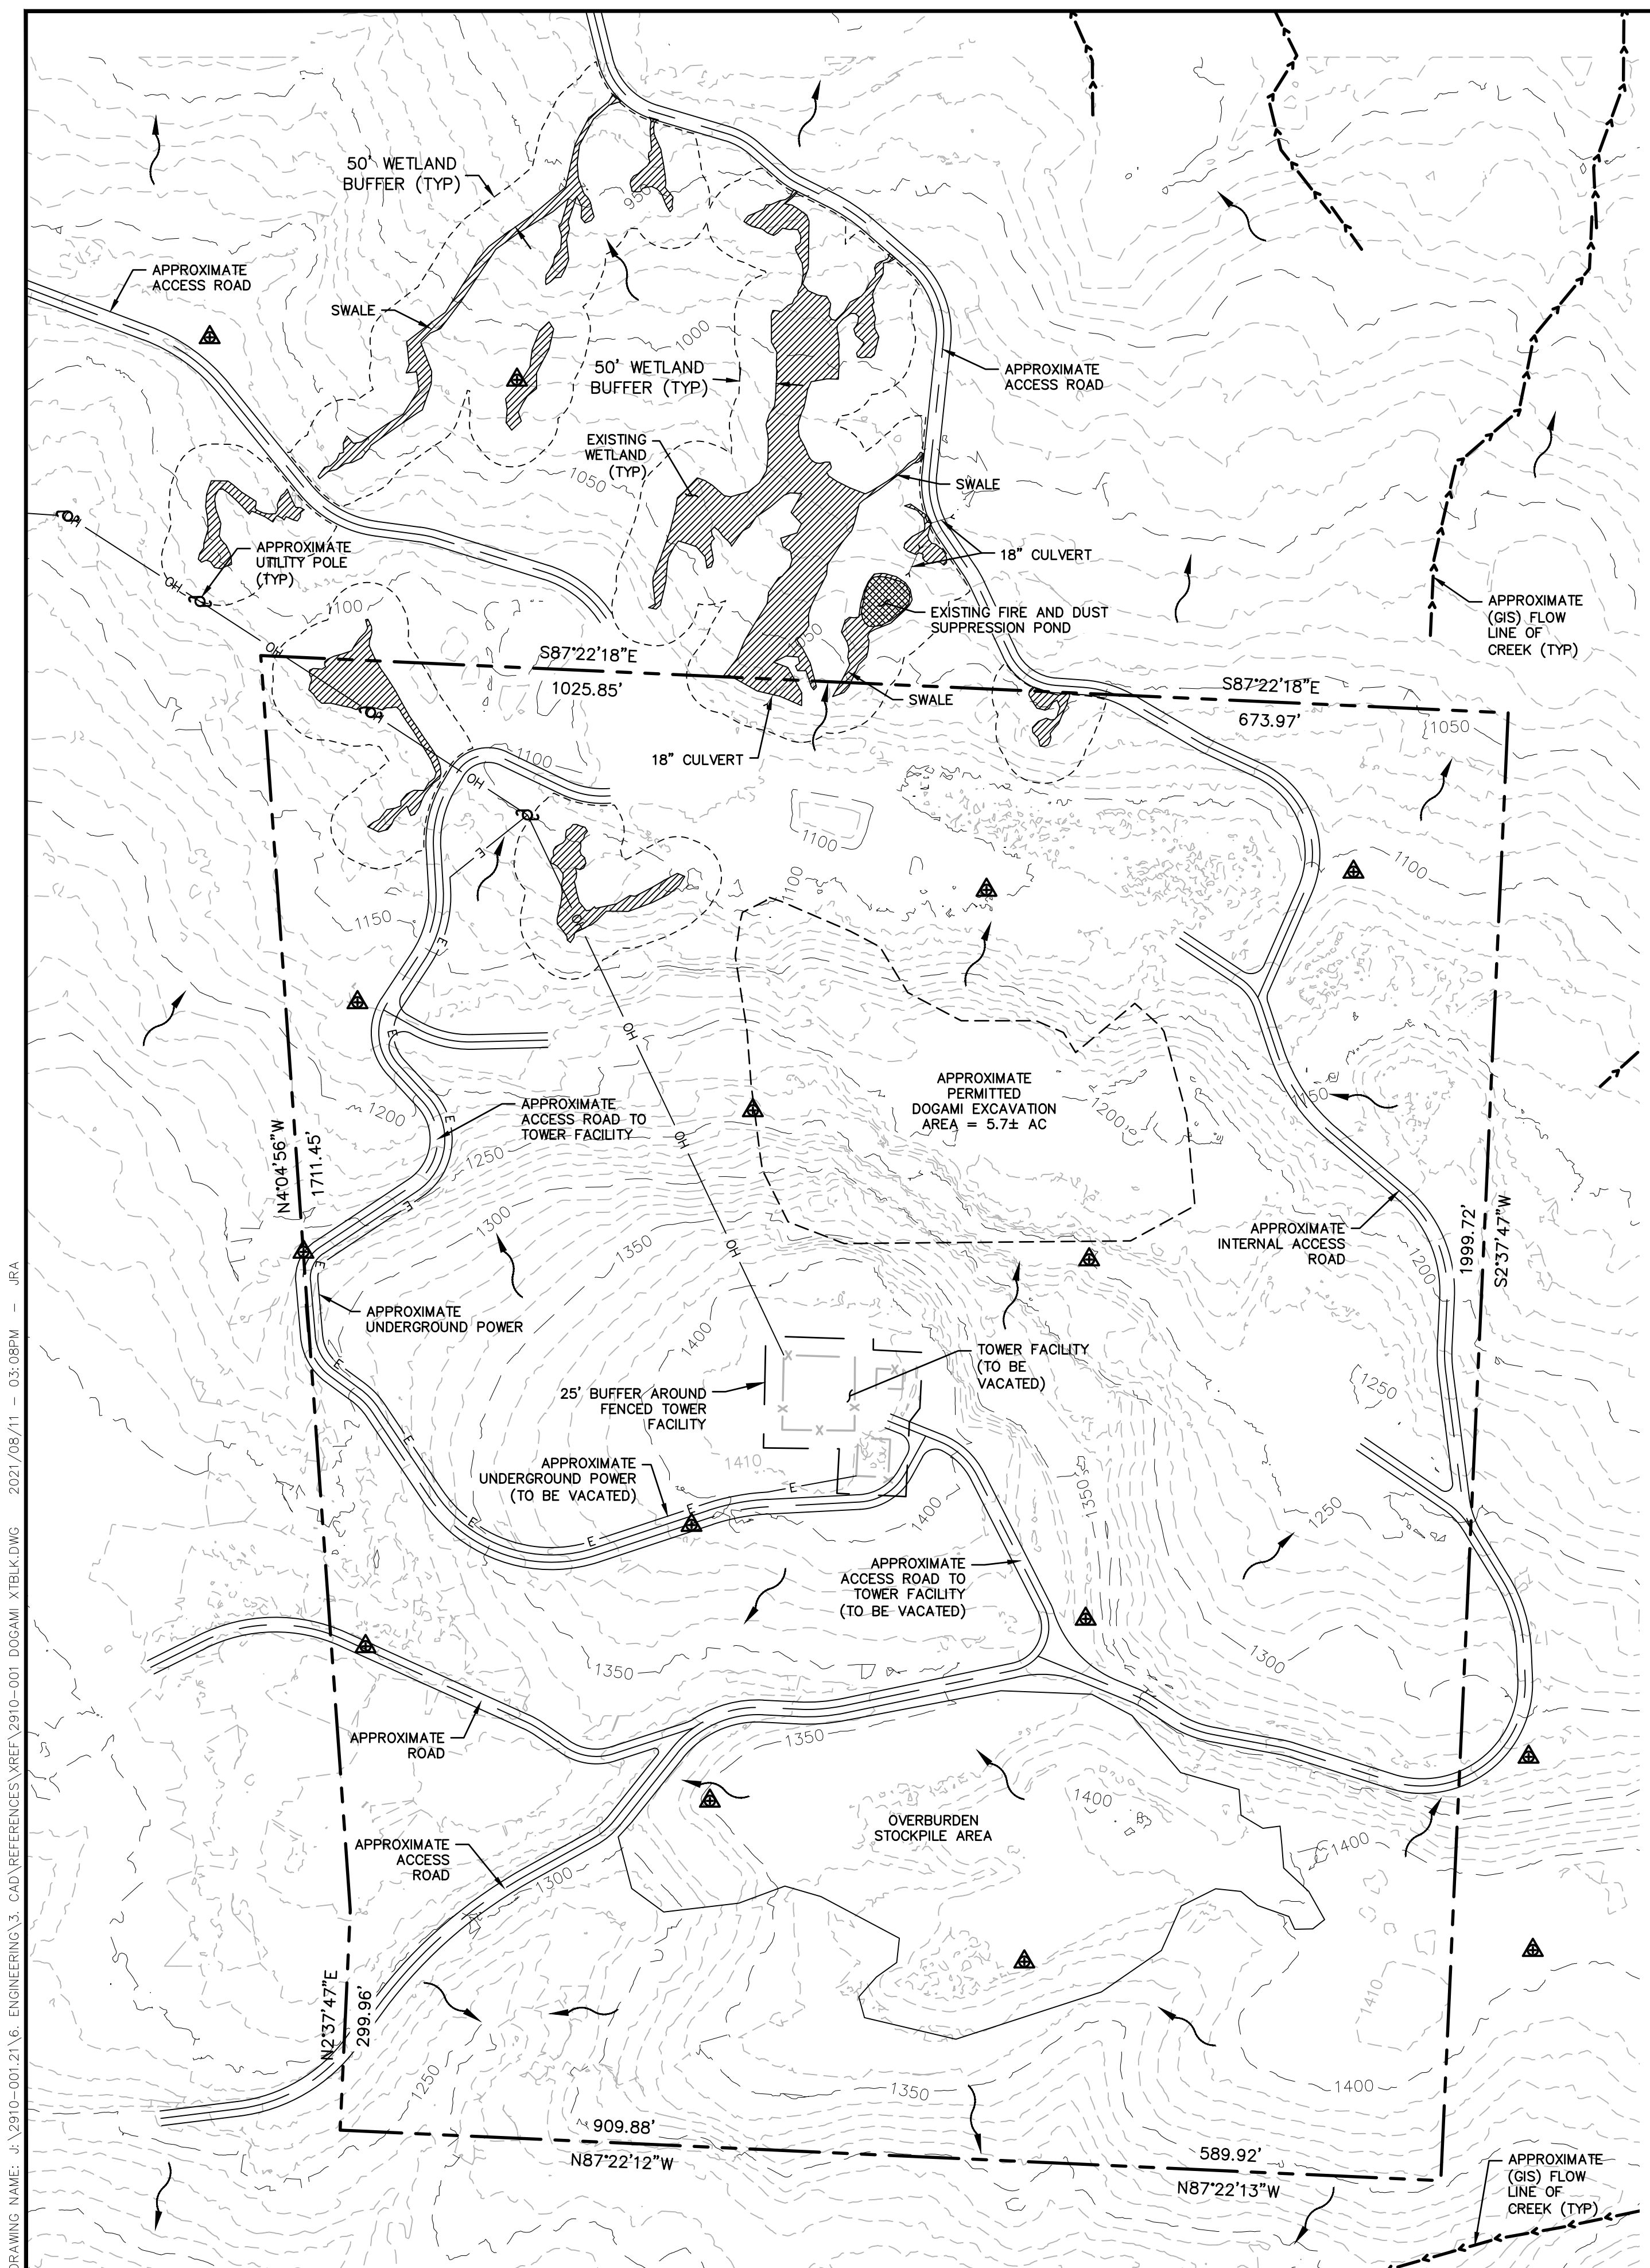 50' WETLAND
BUFFER (TYP)
950
APPROXIMATE
ACCESS ROAD
SWALE
1000
50' WETLAND
BUFFER (TYP)
APPROXIMATE
ACCESS ROAD
EXISTING
WETLAND
(TYP)
1050
SWALE
OH
APPROXIMATE
UTILITY POLE
(TYP)
18" CULVERT
OH
1100
EXISTING FIRE AND DUST
SUPPRESSION POND
APPROXIMATE
(GIS) FLOW
LINE OF
CREEK (TYP)
OH
S87°22'18"E
1025.85'
S87°22'18"E
673.97'
SWALE
1050
18" CULVERT
OH
1100
OH
1100
E
1100
1100
1150
E
OH
E
OH
APPROXIMATE
PERMITTED
DOGAMI EXCAVATION
AREA = 5.7± AC
1150
1200
1200
APPROXIMATE
ACCESS ROAD TO
TOWER FACILITY
E
OH
N4°04'56"W
1711.45'
1250
E
1300
1350
OH
APPROXIMATE
INTERNAL ACCESS
ROAD
1999.72'
S2°37'47"W
1200
E
APPROXIMATE
UNDERGROUND POWER
1400
TOWER FACILITY
(TO BE
VACATED)
E
X
X
1250
25' BUFFER AROUND
FENCED TOWER
FACILITY
X
X
X
E
1410
APPROXIMATE
UNDERGROUND POWER
(TO BE VACATED)
E
E
E
E
1400
1350
1250
APPROXIMATE
ACCESS ROAD TO
TOWER FACILITY
(TO BE VACATED)
1350
1300
APPROXIMATE
ROAD
1350
1400
OVERBURDEN
STOCKPILE AREA
1400
APPROXIMATE
ACCESS
ROAD
1300
N2°37'47"E
299.96'
1410
1250
1350
1400
909.88'
N87°22'12"W
589.92'
N87°22'13"W
APPROXIMATE
(GIS) FLOW
LINE OF
CREEK (TYP)
DRAWING NAME: J:\2910-001.21\6. ENGINEERING\3. CAD\REFERENCES\XREF\2910-001 DOGAMI XTBLK.DWG 2021/08/11 - 03:08PM - JRA